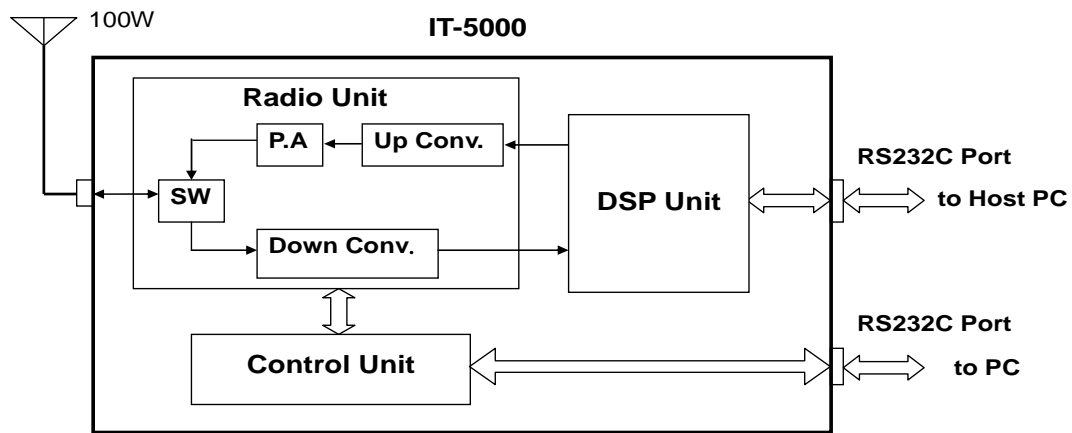 100W
IT-5000
Radio Unit
P.A
Up Conv.
SW
Down Conv.
DSP Unit
RS232C Port
to Host PC
Control Unit
RS232C Port
to PC